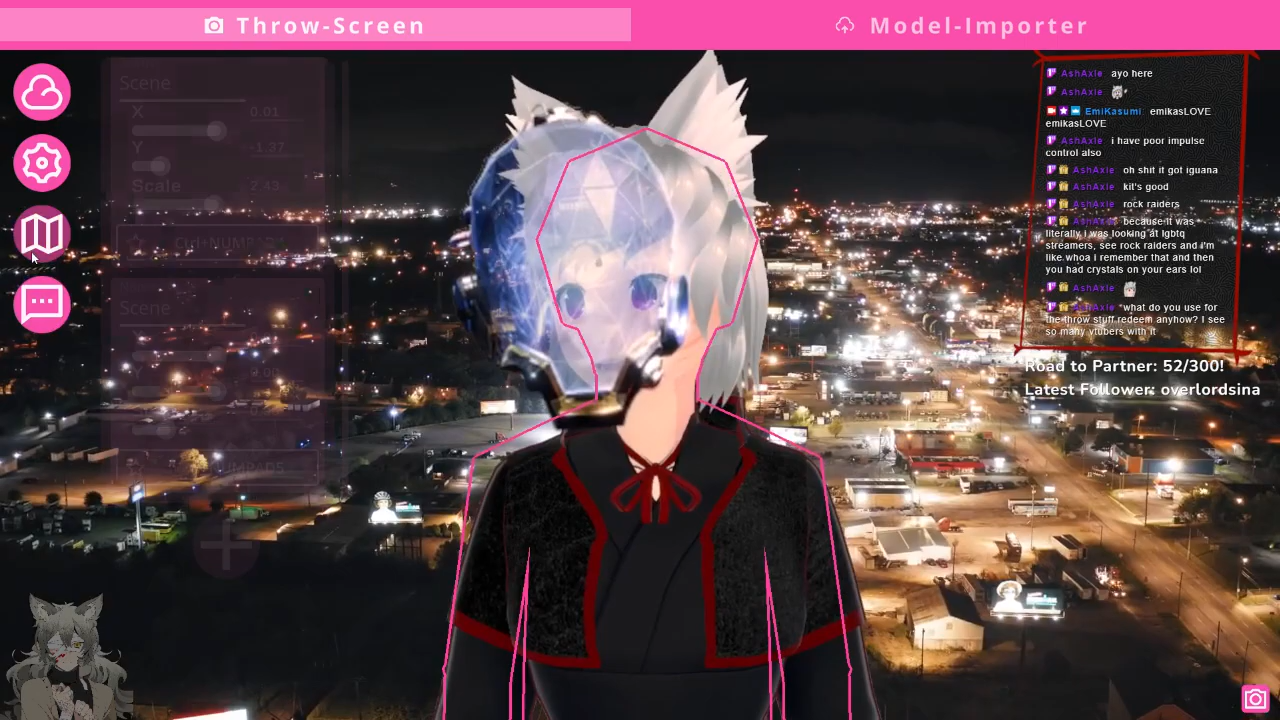 Throw-Screen
Model-Importer
Scene
X
0.01
Y
-1.37
Scale
2.43
Scene
AshAxle ayo here
AshAxle
EmiKasumi emikasLOVE
emikasLOVE
AshAxle i have poor impulse
control also
AshAxle oh shit it got iguana
AshAxle kit's good
AshAxle rock raiders
AshAxle because it was
literally i was looking at lgbtq
streamers, see rock raiders and i'm
like whoa i remember that and then
you had crystals on your ears lol
AshAxle
AshAxle "what do you use for
the throw stuff redeem anyhow? I see
so many vtubers with it
Road to Partner: 52/300!
Latest Follower: overlordsina